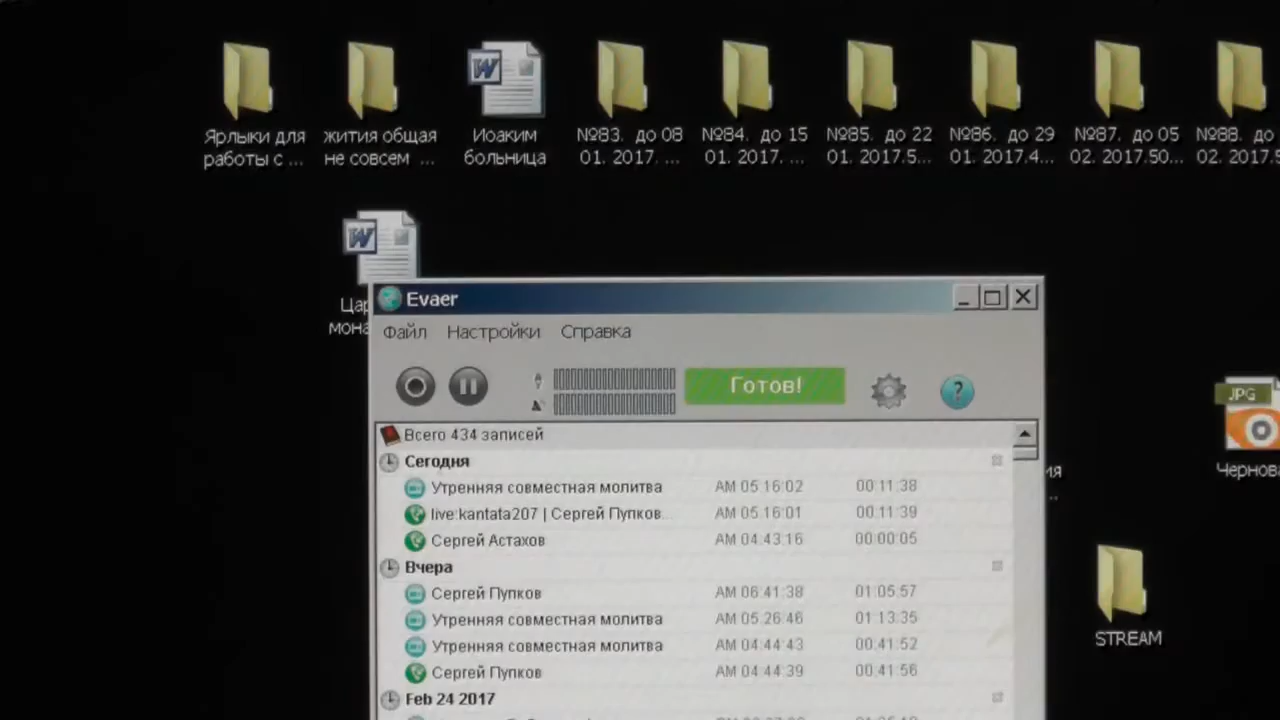 Ярлыки для
работы с ...
жития общая
не совсем ...
Иоаким
больница
№83. до 08
01. 2017. ...
№84. до 15
01. 2017. ...
№85. до 22
01. 2017.5...
№86. до 29
01. 2017.4...
№87. до 05
02. 2017.50...
№88. до
02. 2017.5
Цар
мона
Evaer
Файл Настройки Справка
Готов!
?
JPG
Чернова
Всего 434 записей
Сегодня
Утренняя совместная молитва AM 05:16:02 00:11:38
live:kantata207 | Сергей Пупков... AM 05:16:01 00:11:39
Сергей Астахов AM 04:43:16 00:00:05
Вчера
Сергей Пупков AM 06:41:38 01:05:57
Утренняя совместная молитва AM 05:26:46 01:13:35
Утренняя совместная молитва AM 04:44:43 00:41:52
Сергей Пупков AM 04:44:39 00:41:56
Feb 24 2017
ия
...
STREAM